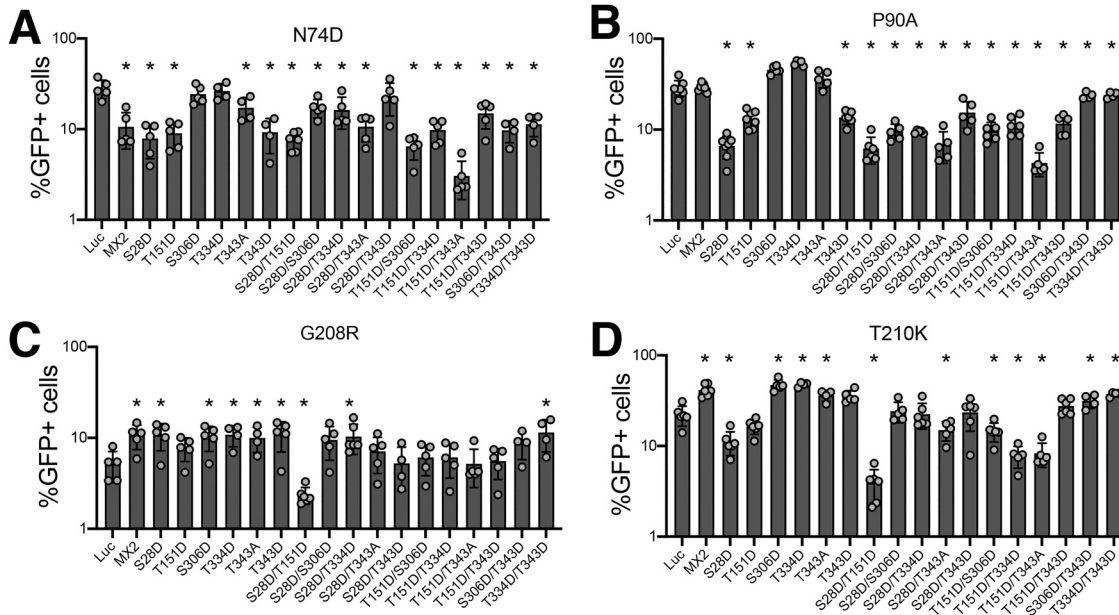 A
N74D
%GFP+ cells
100
10
1
* * * * * * * * * * * * * * *
Luc
MX2
S28D
T151D
S306D
T334D
T343A
T343D
S28D/T151D
S28D/S306D
S28D/T334D
S28D/T343A
S28D/T343D
T151D/S306D
T151D/T334D
T151D/T343A
T151D/T343D
S306D/T343D
T334D/T343D
B
P90A
%GFP+ cells
100
10
1
* * * * * * * * * * * * * *
Luc
MX2
S28D
T151D
S306D
T334D
T343A
T343D
S28D/T151D
S28D/S306D
S28D/T334D
S28D/T343A
S28D/T343D
T151D/S306D
T151D/T334D
T151D/T343A
T151D/T343D
S306D/T343D
T334D/T343D
C
G208R
%GFP+ cells
100
10
1
* * * * * * * * *
Luc
MX2
S28D
T151D
S306D
T334D
T343A
T343D
S28D/T151D
S28D/S306D
S28D/T334D
S28D/T343A
S28D/T343D
T151D/S306D
T151D/T334D
T151D/T343A
T151D/T343D
S306D/T343D
T334D/T343D
D
T210K
%GFP+ cells
100
10
1
* * * * * * * * * * * *
Luc
MX2
S28D
T151D
S306D
T334D
T343A
T343D
S28D/T151D
S28D/S306D
S28D/T334D
S28D/T343A
S28D/T343D
T151D/S306D
T151D/T334D
T151D/T343A
T151D/T343D
S306D/T343D
T334D/T343D